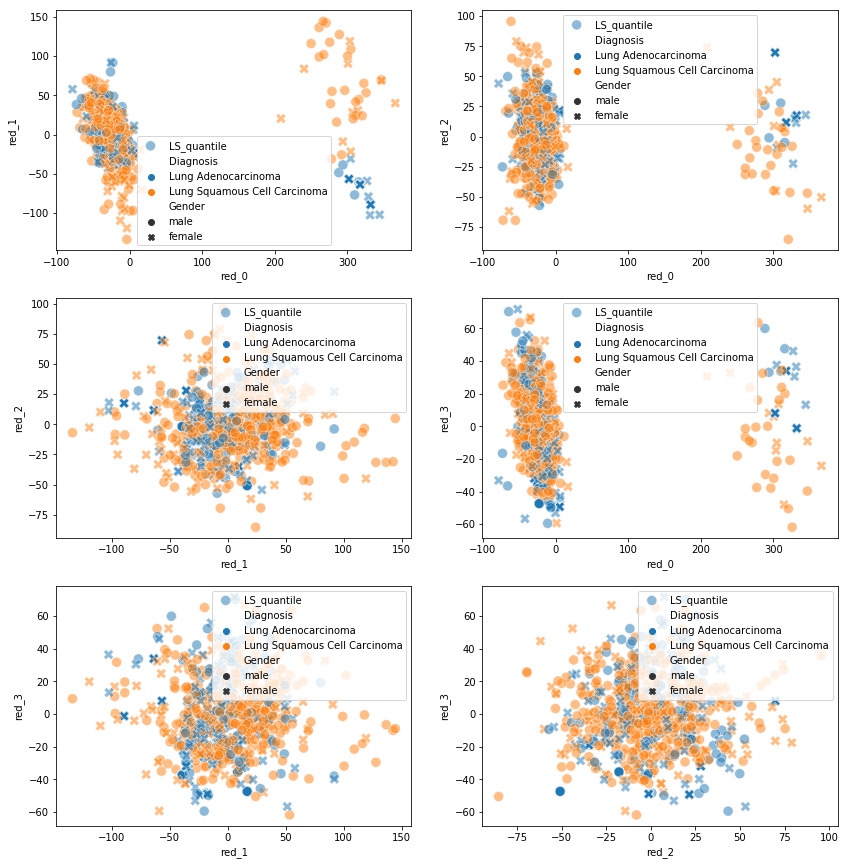 150
100
50
0
−50
−100
red_1
−100
0
100
200
300
red_0
LS_quantile
Diagnosis
Lung Adenocarcinoma
Lung Squamous Cell Carcinoma
Gender
male
female
100
75
50
25
0
−25
−50
−75
red_2
−100
0
100
200
300
red_0
LS_quantile
Diagnosis
Lung Adenocarcinoma
Lung Squamous Cell Carcinoma
Gender
male
female
100
75
50
25
0
−25
−50
−75
red_2
−100
−50
0
50
100
150
red_1
LS_quantile
Diagnosis
Lung Adenocarcinoma
Lung Squamous Cell Carcinoma
Gender
male
female
60
40
20
0
−20
−40
−60
red_3
−100
0
100
200
300
red_0
LS_quantile
Diagnosis
Lung Adenocarcinoma
Lung Squamous Cell Carcinoma
Gender
male
female
60
40
20
0
−20
−40
−60
red_3
−100
−50
0
50
100
150
red_1
LS_quantile
Diagnosis
Lung Adenocarcinoma
Lung Squamous Cell Carcinoma
Gender
male
female
60
40
20
0
−20
−40
−60
red_3
−75
−50
−25
0
25
50
75
100
red_2
LS_quantile
Diagnosis
Lung Adenocarcinoma
Lung Squamous Cell Carcinoma
Gender
male
female